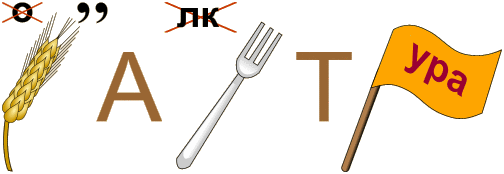 о ,, лк
А Т ура